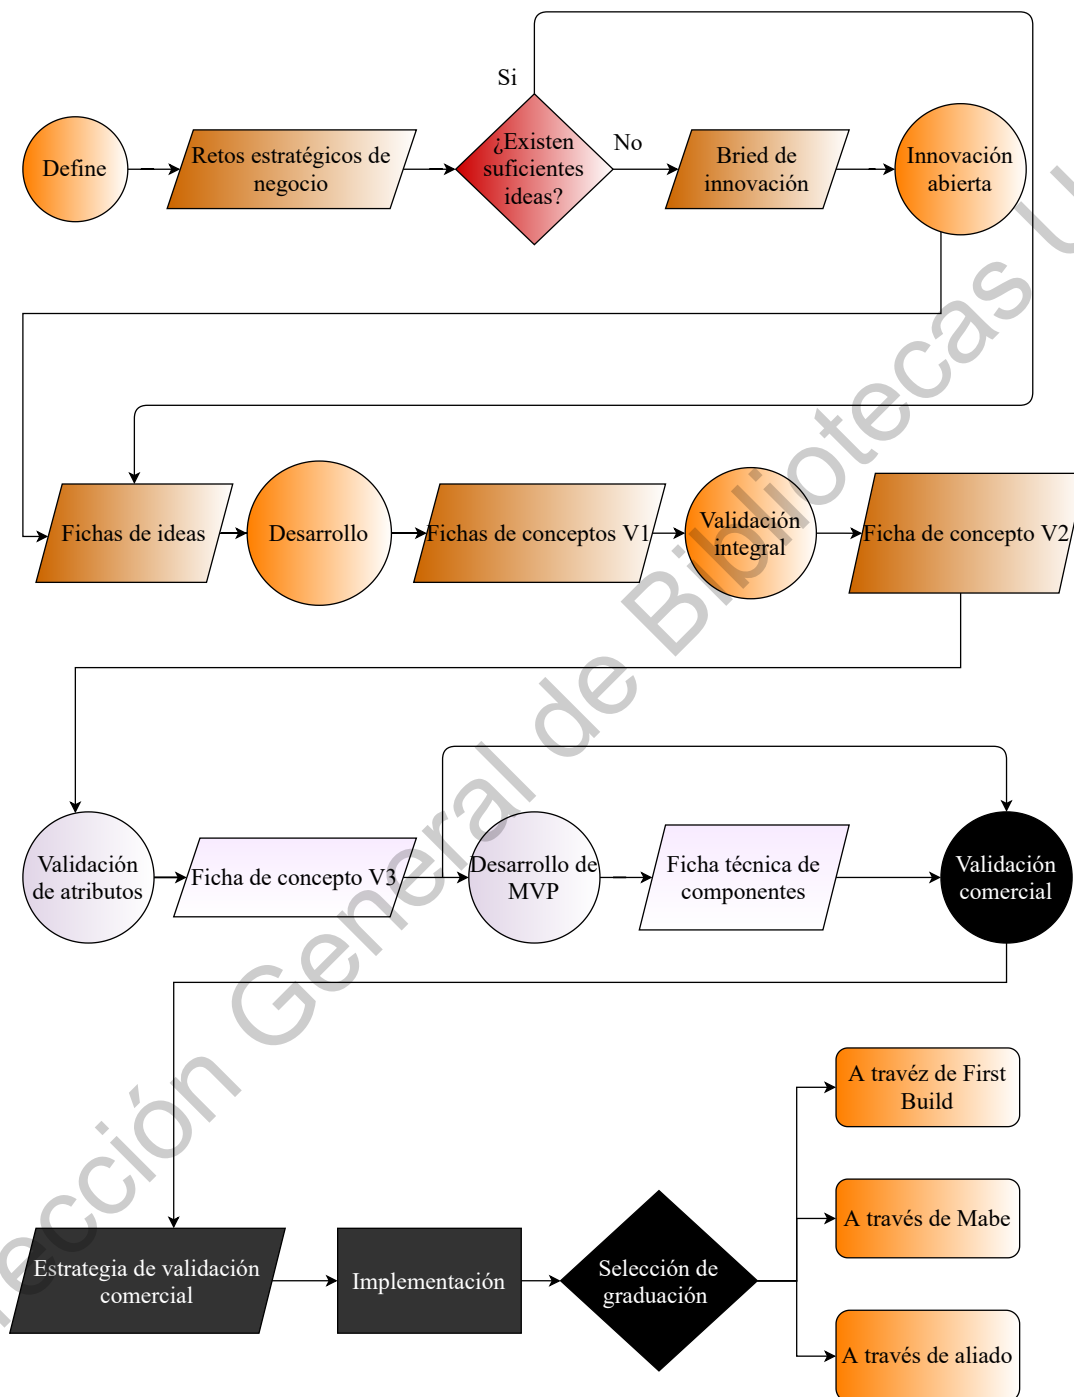 Si
Define
Retos estratégicos de
negocio
¿Existen
suficientes
ideas?
No
Bried de
innovación
Innovación
abierta
Fichas de ideas
Desarrollo
Fichas de conceptos V1
Validación
integral
Ficha de concepto V2
Validación
de atributos
Ficha de concepto V3
Desarrollo de
MVP
Ficha técnica de
componentes
Validación
comercial
Estrategia de validación
comercial
Implementación
Selección de
graduación
A travéz de First
Build
A través de Mabe
A través de aliado
rección General de Bibliotecas U